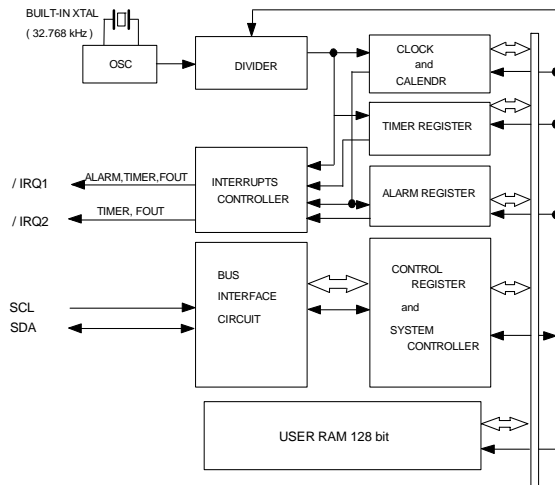 BUILT-IN XTAL
( 32.768 kHz )
OSC
DIVIDER
CLOCK
and
CALENDR
TIMER REGISTER
/ IRQ1
ALARM,TIMER,FOUT
INTERRUPTS
CONTROLLER
ALARM REGISTER
/ IRQ2
TIMER, FOUT
BUS
INTERFACE
CIRCUIT
CONTROL
REGISTER
and
SYSTEM
CONTROLLER
SCL
SDA
USER RAM 128 bit